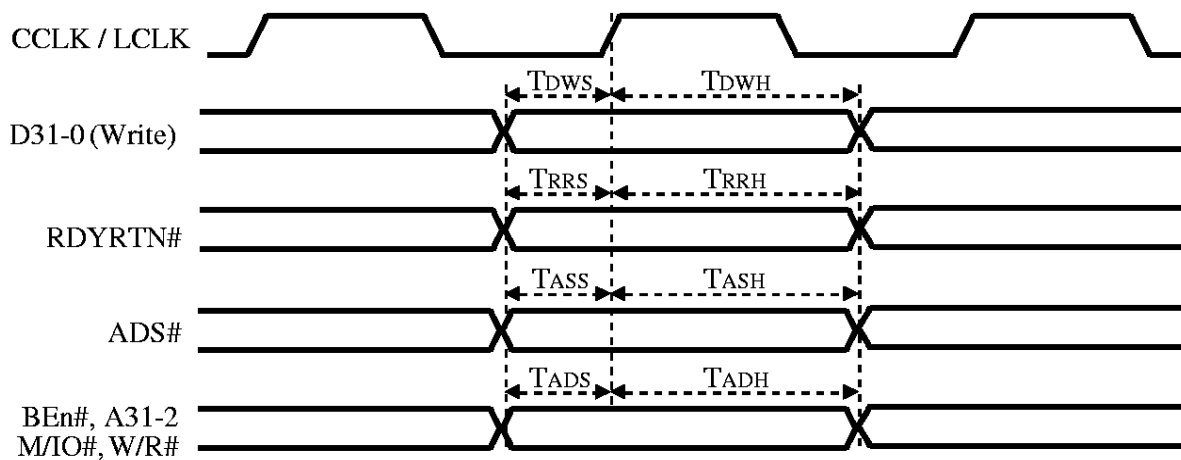 CCLK / LCLK
TDWS TDWH
D31-0 (Write)
TRRS TRRH
RDYRTN#
TASS TASH
ADS#
TADS TADH
BEn#, A31-2
M/IO#, W/R#